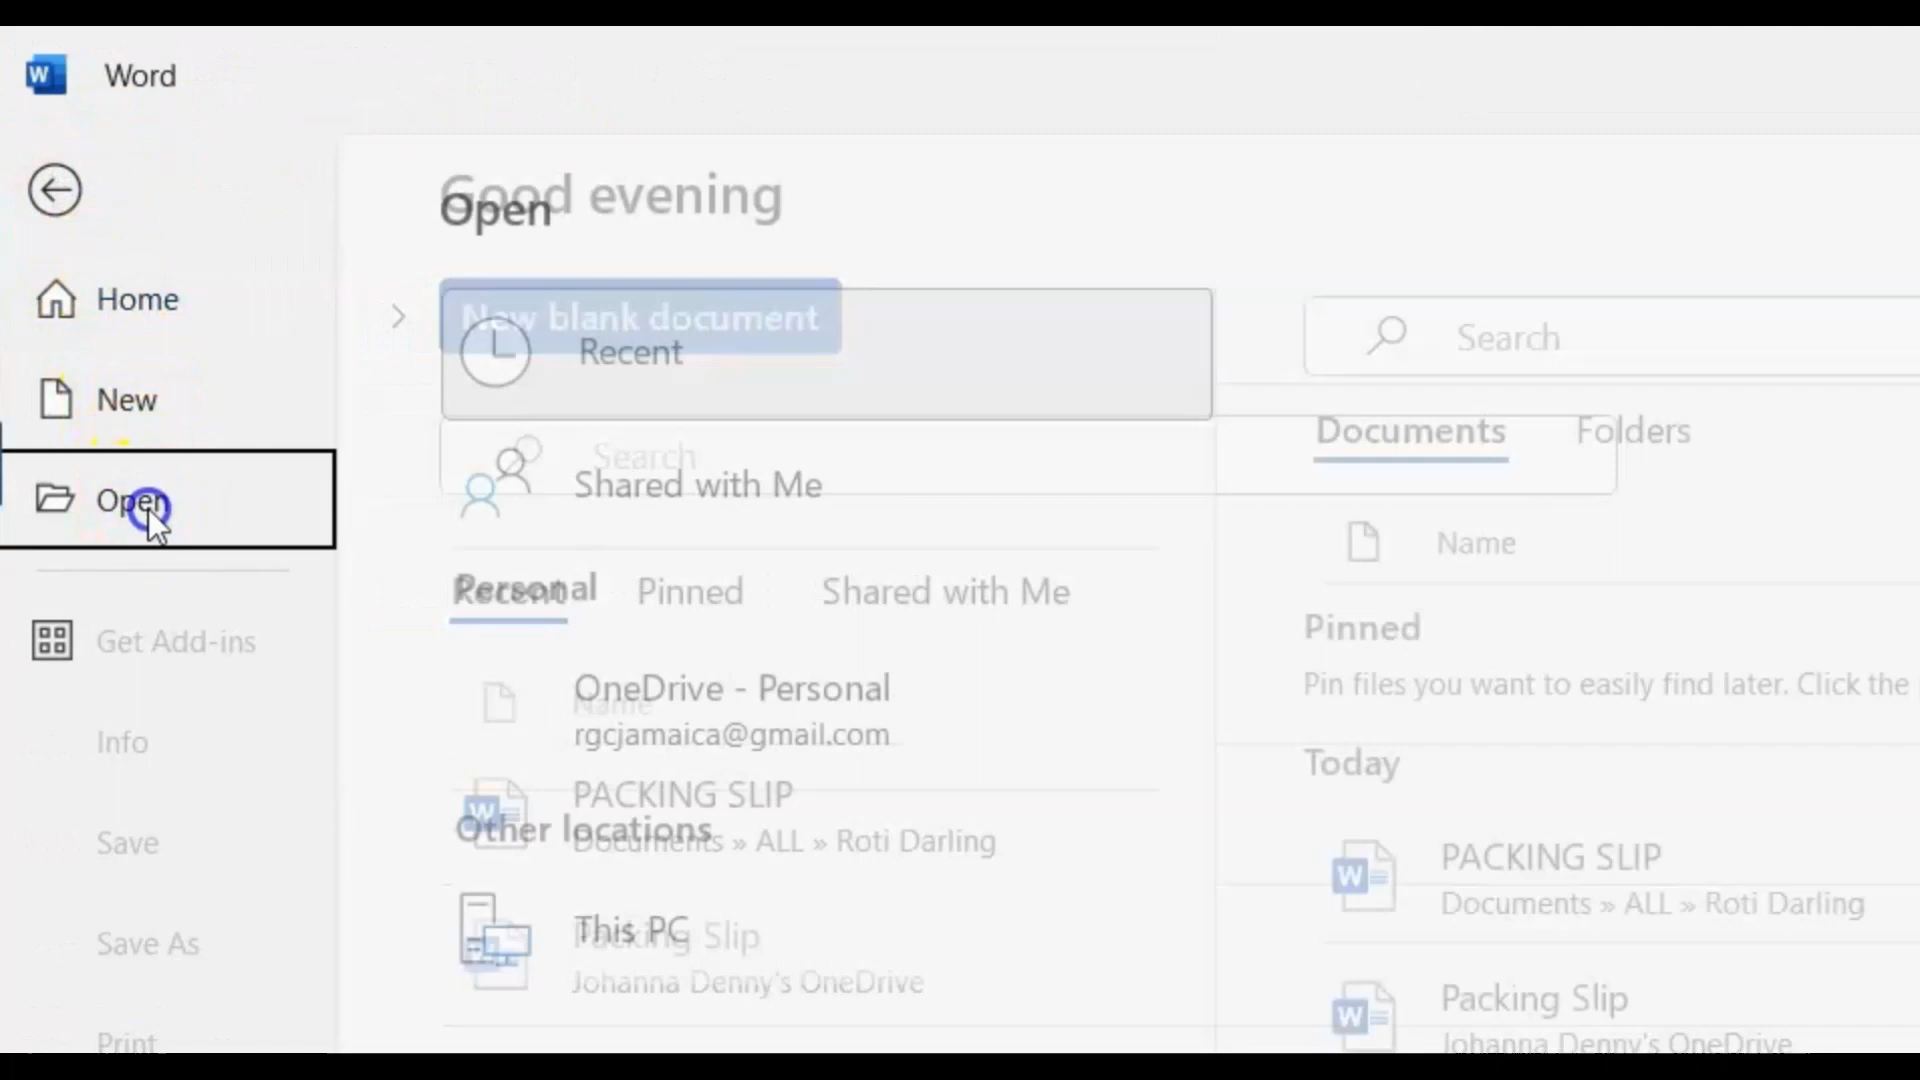 Word
Home
New
Open
Get Add-ins
Info
Save
Save As
Print
Good evening
Open
New blank document
Recent
Search
Shared with Me
Personal
Recent
Pinned
Shared with Me
OneDrive - Personal
Name
rgcjamaica@gmail.com
PACKING SLIP
Other locations
Documents » ALL » Roti Darling
This PC
Packing Slip
Johanna Denny's OneDrive
Search
Documents
Folders
Name
Pinned
Pin files you want to easily find later. Click the
Today
PACKING SLIP
Documents » ALL » Roti Darling
Packing Slip
Johanna Denny's OneDrive